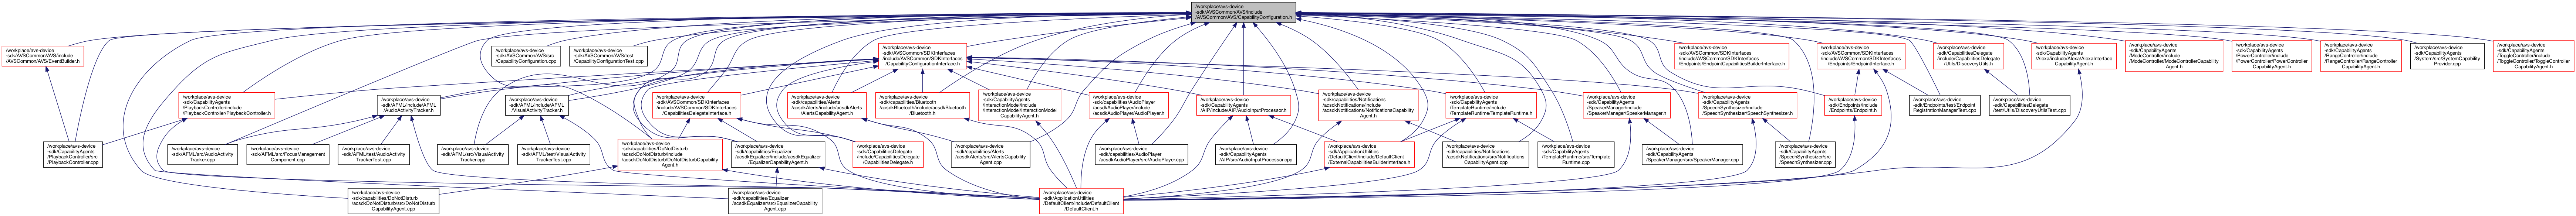 /workplace/avs-device
-sdk/AVSCommon/AVS/include
/AVSCommon/AVS/CapabilityConfiguration.h
/workplace/avs-device
-sdk/AVSCommon/AVS/include
/AVSCommon/AVS/EventBuilder.h
/workplace/avs-device
-sdk/AVSCommon/AVS/src
/CapabilityConfiguration.cpp
/workplace/avs-device
-sdk/AVSCommon/AVS/test
/CapabilityConfigurationTest.cpp
/workplace/avs-device
-sdk/AVSCommon/SDKInterfaces
/include/AVSCommon/SDKInterfaces
/CapabilityConfigurationInterface.h
/workplace/avs-device
-sdk/AVSCommon/SDKInterfaces
/include/AVSCommon/SDKInterfaces
/Endpoints/EndpointCapabilitiesBuilderInterface.h
/workplace/avs-device
-sdk/AVSCommon/SDKInterfaces
/include/AVSCommon/SDKInterfaces
/Endpoints/EndpointInterface.h
/workplace/avs-device
-sdk/CapabilitiesDelegate
/include/CapabilitiesDelegate
/Utils/DiscoveryUtils.h
/workplace/avs-device
-sdk/CapabilityAgents
/Alexa/include/Alexa/AlexaInterface
CapabilityAgent.h
/workplace/avs-device
-sdk/CapabilityAgents
/ModeController/include
/ModeController/ModeController
CapabilityAgent.h
/workplace/avs-device
-sdk/CapabilityAgents
/PowerController/include
/PowerController/PowerController
CapabilityAgent.h
/workplace/avs-device
-sdk/CapabilityAgents
/RangeController/include
/RangeController/RangeController
CapabilityAgent.h
/workplace/avs-device
-sdk/CapabilityAgents
/System/src/SystemCapability
Provider.cpp
/workplace/avs-device
-sdk/CapabilityAgents
/ToggleController/include
/ToggleController/ToggleController
CapabilityAgent.h
/workplace/avs-device
-sdk/CapabilityAgents
/PlaybackController/include
/PlaybackController/PlaybackController.h
/workplace/avs-device
-sdk/AFML/include/AFML
/AudioActivityTracker.h
/workplace/avs-device
-sdk/AFML/include/AFML
/VisualActivityTracker.h
/workplace/avs-device
-sdk/AVSCommon/SDKInterfaces
/include/AVSCommon/SDKInterfaces
/CapabilitiesDelegateInterface.h
/workplace/avs-device
-sdk/capabilities/Alerts
/acsdkAlerts/include/acsdkAlerts
/AlertsCapabilityAgent.h
/workplace/avs-device
-sdk/capabilities/Bluetooth
/acsdkBluetooth/include/acsdkBluetooth
/Bluetooth.h
/workplace/avs-device
-sdk/CapabilityAgents
/InteractionModel/include
/InteractionModel/InteractionModel
CapabilityAgent.h
/workplace/avs-device
-sdk/capabilities/AudioPlayer
/acsdkAudioPlayer/include
/acsdkAudioPlayer/AudioPlayer.h
/workplace/avs-device
-sdk/CapabilityAgents
/AIP/include/AIP/AudioInputProcessor.h
/workplace/avs-device
-sdk/capabilities/Notifications
/acsdkNotifications/include
/acsdkNotifications/NotificationsCapability
Agent.h
/workplace/avs-device
-sdk/CapabilityAgents
/TemplateRuntime/include
/TemplateRuntime/TemplateRuntime.h
/workplace/avs-device
-sdk/CapabilityAgents
/SpeakerManager/include
/SpeakerManager/SpeakerManager.h
/workplace/avs-device
-sdk/CapabilityAgents
/SpeechSynthesizer/include
/SpeechSynthesizer/SpeechSynthesizer.h
/workplace/avs-device
-sdk/Endpoints/include
/Endpoints/Endpoint.h
/workplace/avs-device
-sdk/Endpoints/test/Endpoint
RegistrationManagerTest.cpp
/workplace/avs-device
-sdk/CapabilitiesDelegate
/test/Utils/DiscoveryUtilsTest.cpp
/workplace/avs-device
-sdk/CapabilityAgents
/PlaybackController/src
/PlaybackController.cpp
/workplace/avs-device
-sdk/AFML/src/AudioActivity
Tracker.cpp
/workplace/avs-device
-sdk/AFML/src/FocusManagement
Component.cpp
/workplace/avs-device
-sdk/AFML/test/AudioActivity
TrackerTest.cpp
/workplace/avs-device
-sdk/AFML/src/VisualActivity
Tracker.cpp
/workplace/avs-device
-sdk/AFML/test/VisualActivity
TrackerTest.cpp
/workplace/avs-device
-sdk/capabilities/DoNotDisturb
/acsdkDoNotDisturb/include
/acsdkDoNotDisturb/DoNotDisturbCapability
Agent.h
/workplace/avs-device
-sdk/capabilities/Equalizer
/acsdkEqualizer/include/acsdkEqualizer
/EqualizerCapabilityAgent.h
/workplace/avs-device
-sdk/CapabilitiesDelegate
/include/CapabilitiesDelegate
/CapabilitiesDelegate.h
/workplace/avs-device
-sdk/capabilities/Alerts
/acsdkAlerts/src/AlertsCapability
Agent.cpp
/workplace/avs-device
-sdk/capabilities/AudioPlayer
/acsdkAudioPlayer/src/AudioPlayer.cpp
/workplace/avs-device
-sdk/CapabilityAgents
/AIP/src/AudioInputProcessor.cpp
/workplace/avs-device
-sdk/ApplicationUtilities
/DefaultClient/include/DefaultClient
/ExternalCapabilitiesBuilderInterface.h
/workplace/avs-device
-sdk/capabilities/Notifications
/acsdkNotifications/src/Notifications
CapabilityAgent.cpp
/workplace/avs-device
-sdk/CapabilityAgents
/TemplateRuntime/src/Template
Runtime.cpp
/workplace/avs-device
-sdk/CapabilityAgents
/SpeakerManager/src/SpeakerManager.cpp
/workplace/avs-device
-sdk/CapabilityAgents
/SpeechSynthesizer/src
/SpeechSynthesizer.cpp
/workplace/avs-device
-sdk/capabilities/DoNotDisturb
/acsdkDoNotDisturb/src/DoNotDisturb
CapabilityAgent.cpp
/workplace/avs-device
-sdk/capabilities/Equalizer
/acsdkEqualizer/src/EqualizerCapability
Agent.cpp
/workplace/avs-device
-sdk/ApplicationUtilities
/DefaultClient/include/DefaultClient
/DefaultClient.h